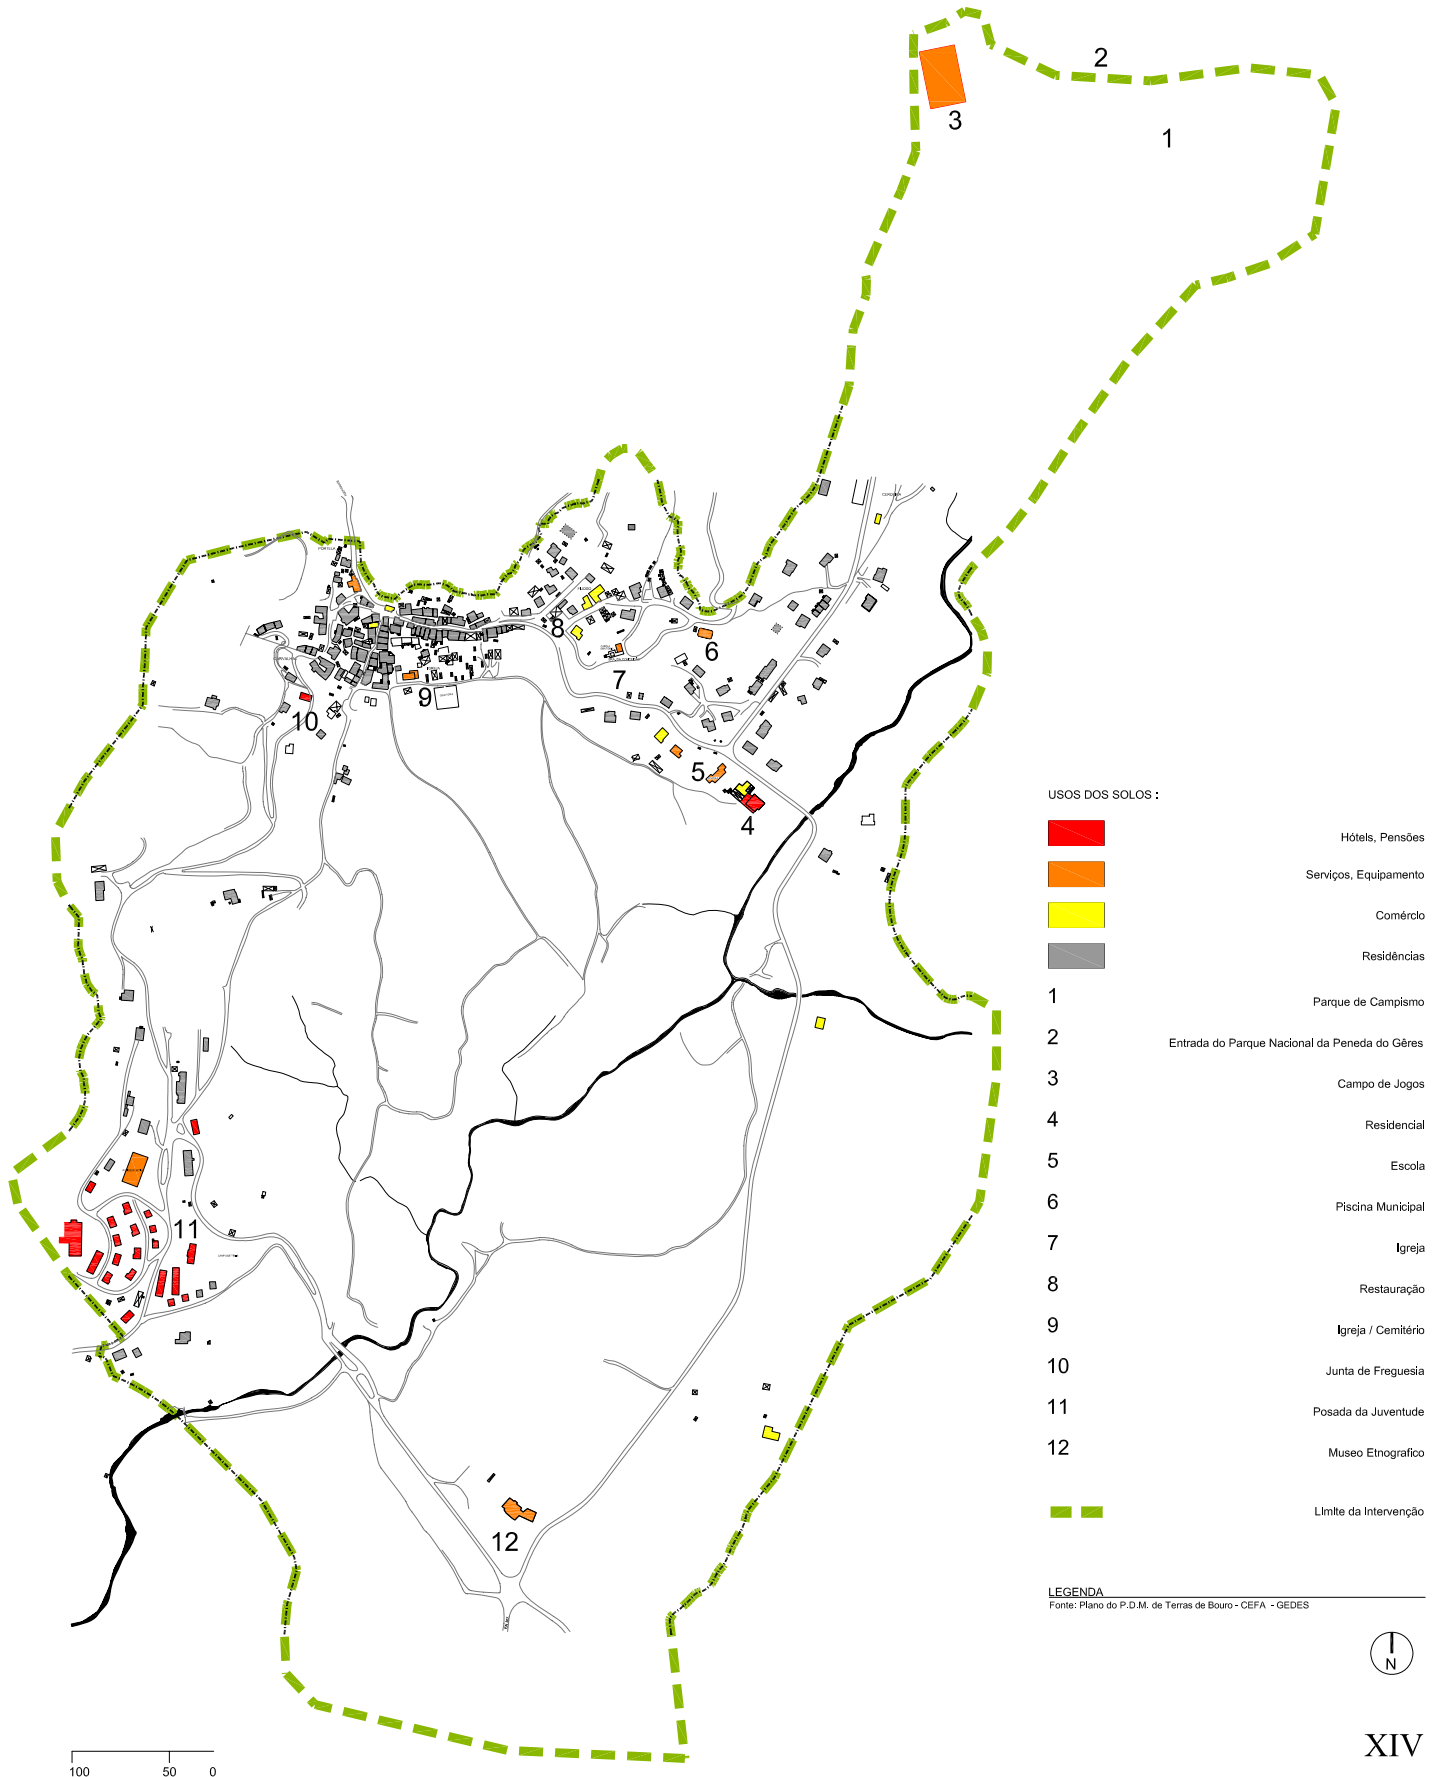 2
3
1
8
6
7
9
10
5
4
11
12
USOS DOS SOLOS :
Hótels, Pensões
Serviços, Equipamento
Comércio
Residências
1 Parque de Campismo
2 Entrada do Parque Nacional da Peneda do Gêres
3 Campo de Jogos
4 Residencial
5 Escola
6 Piscina Municipal
7 Igreja
8 Restauração
9 Igreja / Cemitério
10 Junta de Freguesia
11 Posada da Juventude
12 Museo Etnografico
Limite da Intervenção
LEGENDA
Fonte: Plano do P.D.M. de Terras de Bouro - CEFA - GEDES
N
XIV
100 50 0